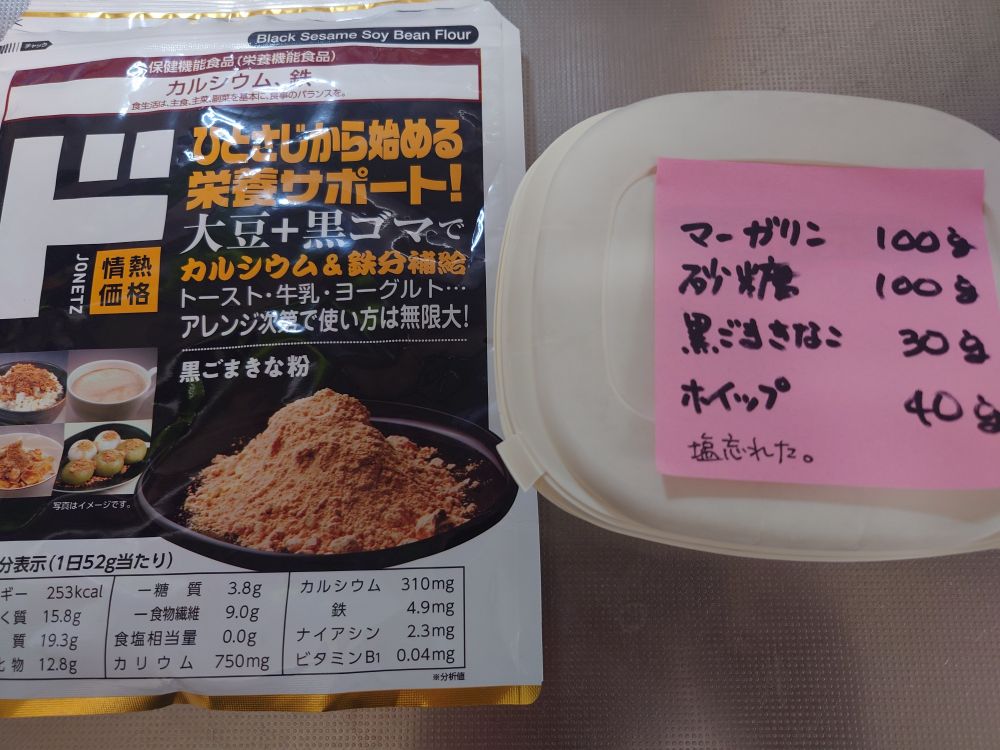 チャック
Black Sesame Soy Bean Flour
保健機能食品(栄養機能食品)
カルシウム、鉄
食生活は、主食、主菜、副菜を基本に、食事のバランスを。
ド
JONETZ
情熱
価格
ひとさじから始める
栄養サポート!
大豆+黒ゴマで
カルシウム&鉄分補給
トースト・牛乳・ヨーグルト…
アレンジ次第で使い方は無限大!
黒ごまきな粉
写真はイメージです。
分表示(1日52g当たり)
ギー 253kcal
く質 15.8g
質 19.3g
化物 12.8g
ー糖質 3.8g
ー食物繊維 9.0g
食塩相当量 0.0g
カリウム 750mg
カルシウム 310mg
鉄 4.9mg
ナイアシン 2.3mg
ビタミンB1 0.04mg
※分析値
マーガリン 100g
砂糖 100g
黒ごまきなこ 30g
ホイップ 40g
塩忘れた。